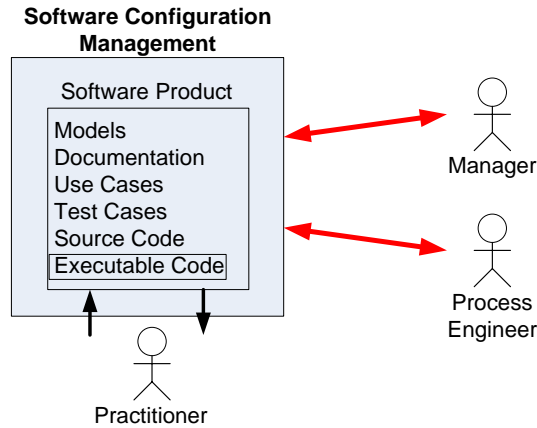 Software Configuration
Management
Software Product
Models
Documentation
Use Cases
Test Cases
Source Code
Executable Code
Manager
Process
Engineer
Practitioner